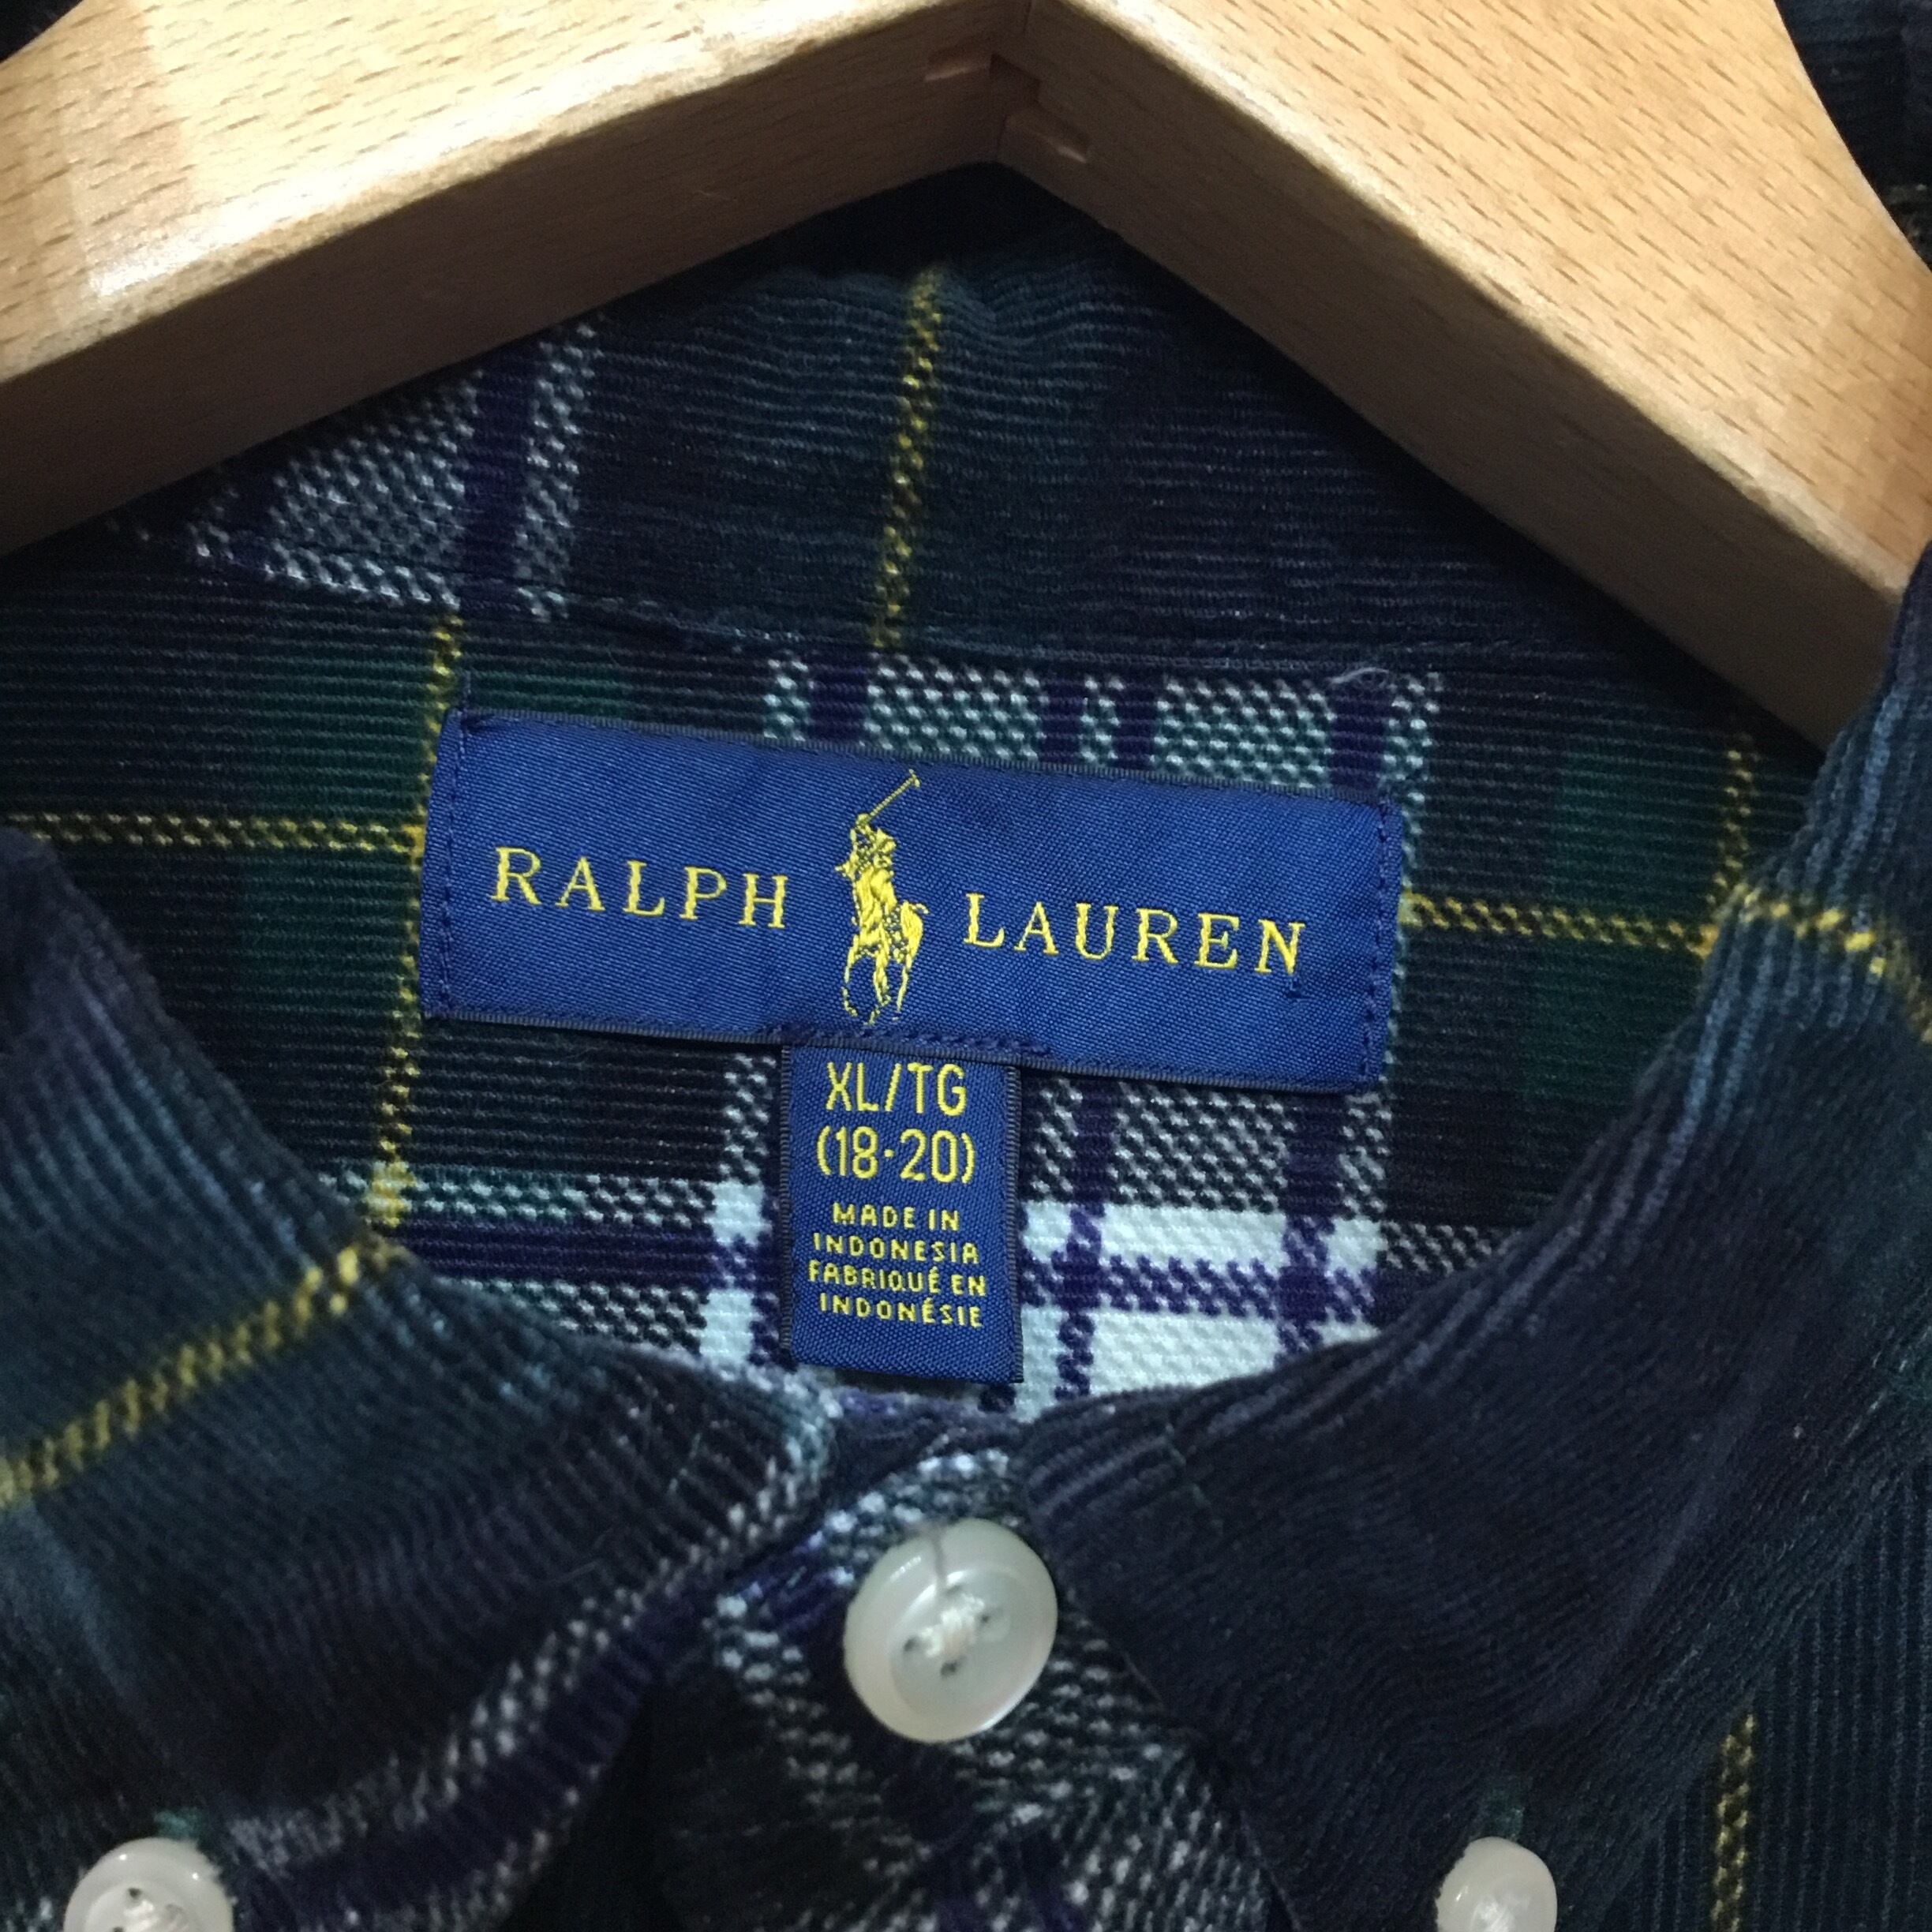 RALPH LAUREN
XL/TG
(18-20)
MADE IN
INDONESIA
FABRIQUÉ EN
INDONÉSIE